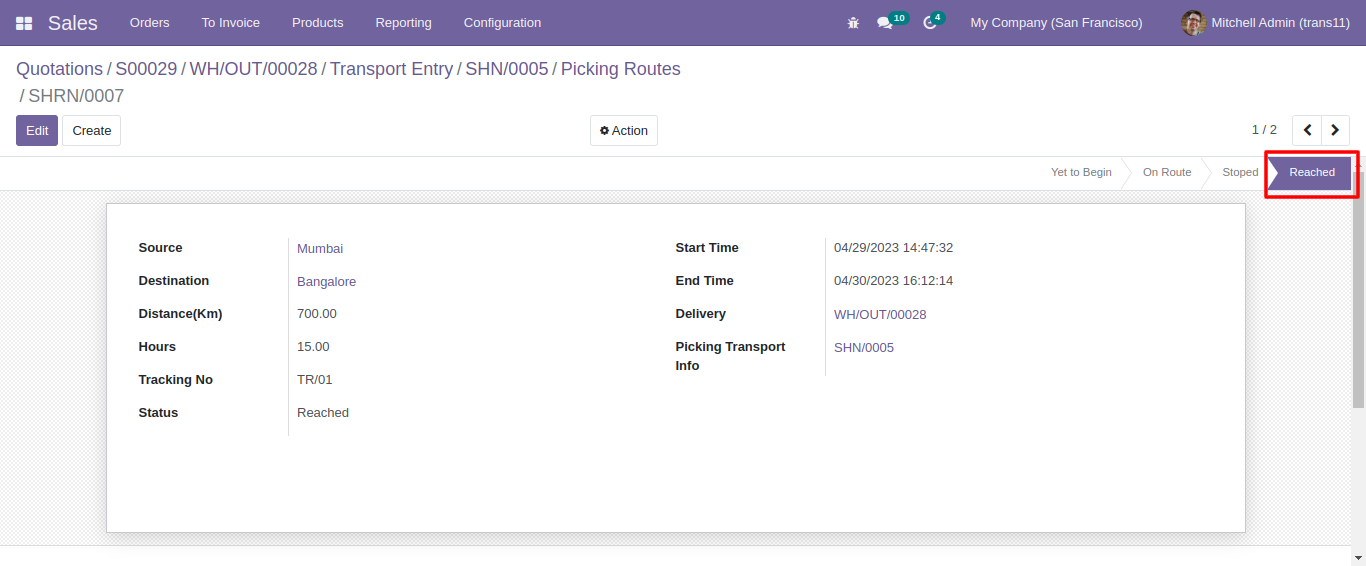 Sales Orders To Invoice Products Reporting Configuration 10 4 My Company (San Francisco) Mitchell Admin (trans11)
Quotations / S00029 / WH/OUT/00028 / Transport Entry / SHN/0005 / Picking Routes
/ SHRN/0007
Edit Create Action 1 / 2
Yet to Begin On Route Stoped Reached
Source Mumbai
Destination Bangalore
Distance(Km) 700.00
Hours 15.00
Tracking No TR/01
Status Reached
Start Time 04/29/2023 14:47:32
End Time 04/30/2023 16:12:14
Delivery WH/OUT/00028
Picking Transport SHN/0005
Info